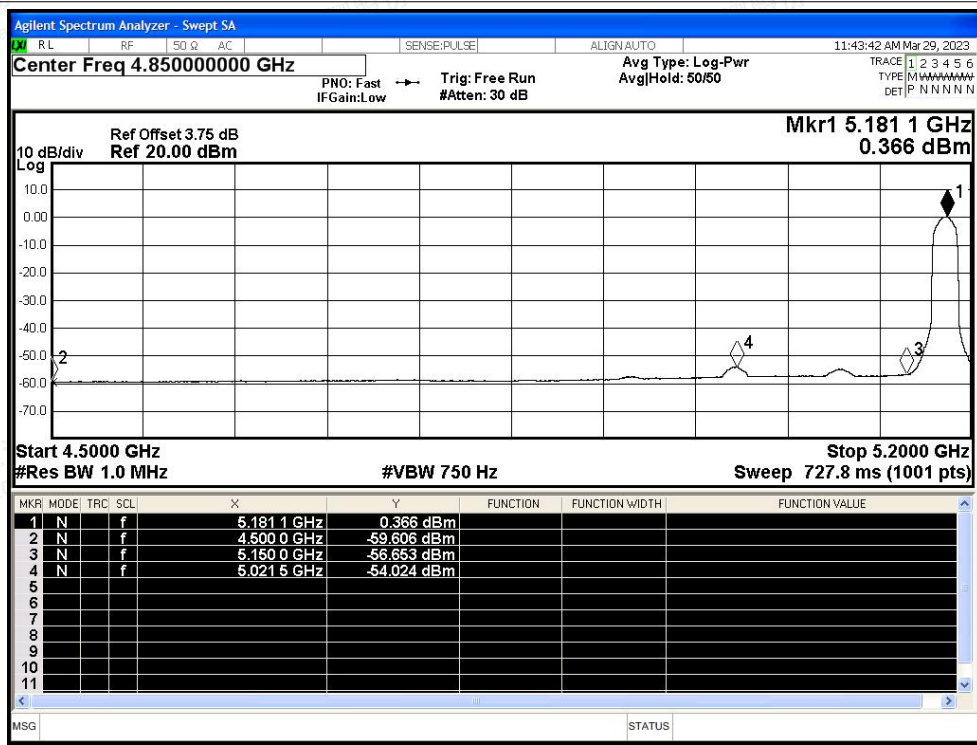 Agilent Spectrum Analyzer - Swept SA
LXI RL RF 50 Ω AC SENSE:PULSE ALIGN AUTO 11:43:42 AM Mar 29, 2023
Center Freq 4.850000000 GHz
PNO: Fast
IFGain:Low
Trig: Free Run
#Atten: 30 dB
Avg Type: Log-Pwr
Avg|Hold: 50/50
TRACE 1 2 3 4 5 6
TYPE M
DET P N N N N N
Ref Offset 3.75 dB
10 dB/div Ref 20.00 dBm
Log
Mkr1 5.181 1 GHz
0.366 dBm
10.0
0.00
-10.0
-20.0
-30.0
-40.0
-50.0
-60.0
-70.0
1
2
4
3
Start 4.5000 GHz Stop 5.2000 GHz
#Res BW 1.0 MHz #VBW 750 Hz Sweep 727.8 ms (1001 pts)
MKR MODE TRC SCL X Y FUNCTION FUNCTION WIDTH FUNCTION VALUE
1 N f 5.181 1 GHz 0.366 dBm
2 N f 4.500 0 GHz -59.606 dBm
3 N f 5.150 0 GHz -56.653 dBm
4 N f 5.021 5 GHz -54.024 dBm
5
6
7
8
9
10
11
MSG STATUS